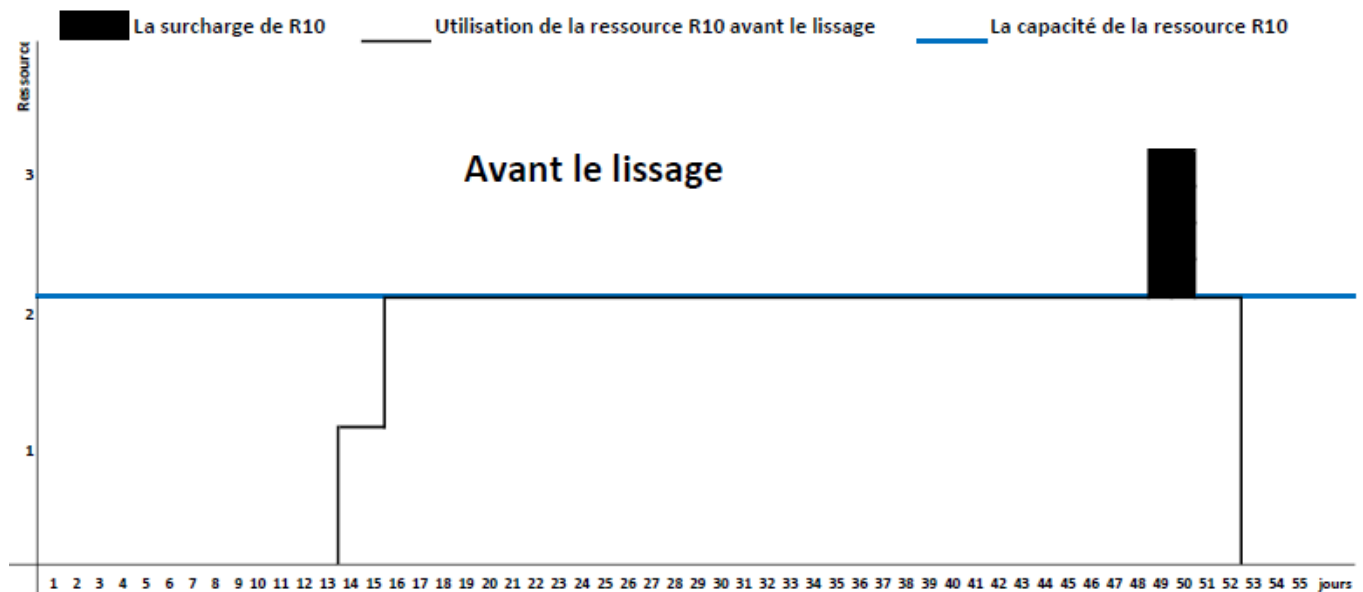 La surcharge de R10 Utilisation de la ressource R10 avant le lissage La capacité de la ressource R10
Ressource
Avant le lissage
3
2
1
1 2 3 4 5 6 7 8 9 10 11 12 13 14 15 16 17 18 19 20 21 22 23 24 25 26 27 28 29 30 31 32 33 34 35 36 37 38 39 40 41 42 43 44 45 46 47 48 49 50 51 52 53 54 55 jours